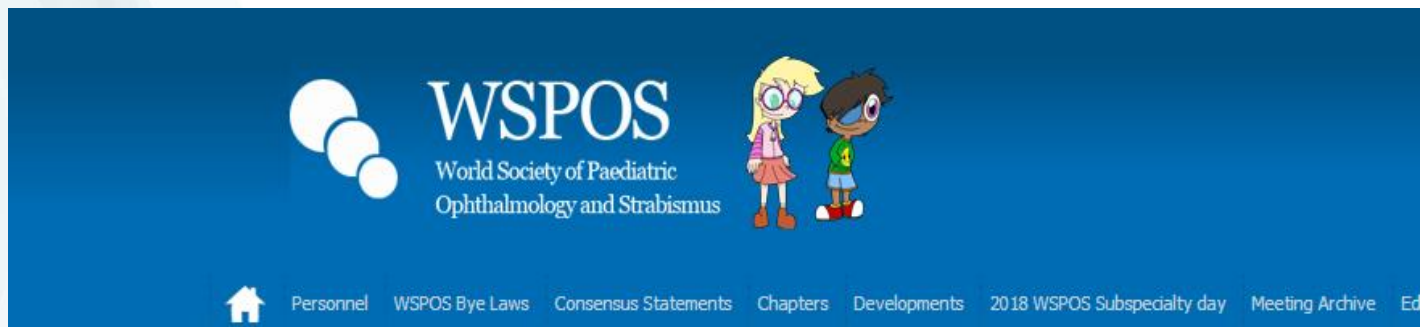 WSPOS
World Society of Paediatric
Ophthalmology and Strabismus
Personnel WSPOS Bye Laws Consensus Statements Chapters Developments 2018 WSPOS Subspecialty day Meeting Archive Ed